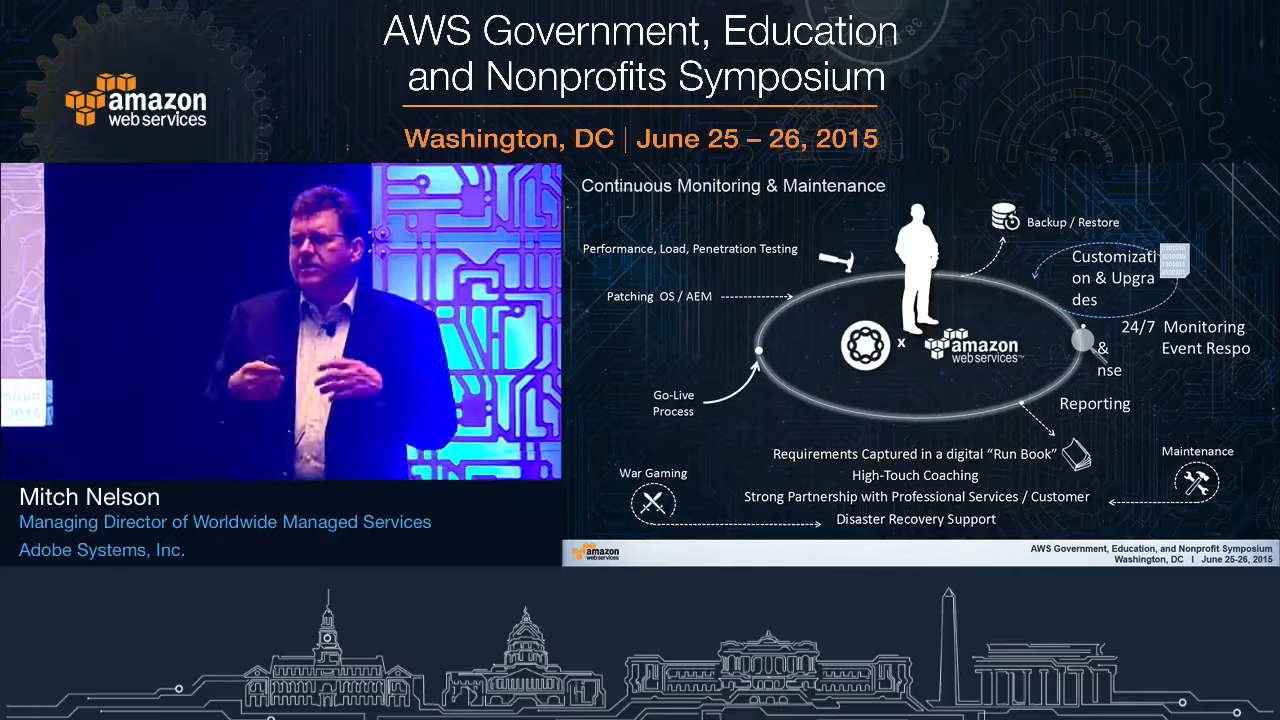 AWS Government, Education
and Nonprofits Symposium
amazon
web services
Washington, DC | June 25 – 26, 2015
Continuous Monitoring & Maintenance
Backup / Restore
Performance, Load, Penetration Testing
Customizati
on & Upgra
des
Patching OS / AEM
24/7 Monitoring
& Event Respo
nse
x
amazon
web services™
Go-Live
Process
Reporting
Requirements Captured in a digital “Run Book”
High-Touch Coaching
Strong Partnership with Professional Services / Customer
Disaster Recovery Support
War Gaming
Maintenance
2015
Mitch Nelson
Managing Director of Worldwide Managed Services
Adobe Systems, Inc.
amazon
web services
AWS Government, Education, and Nonprofit Symposium
Washington, DC | June 25-26, 2015